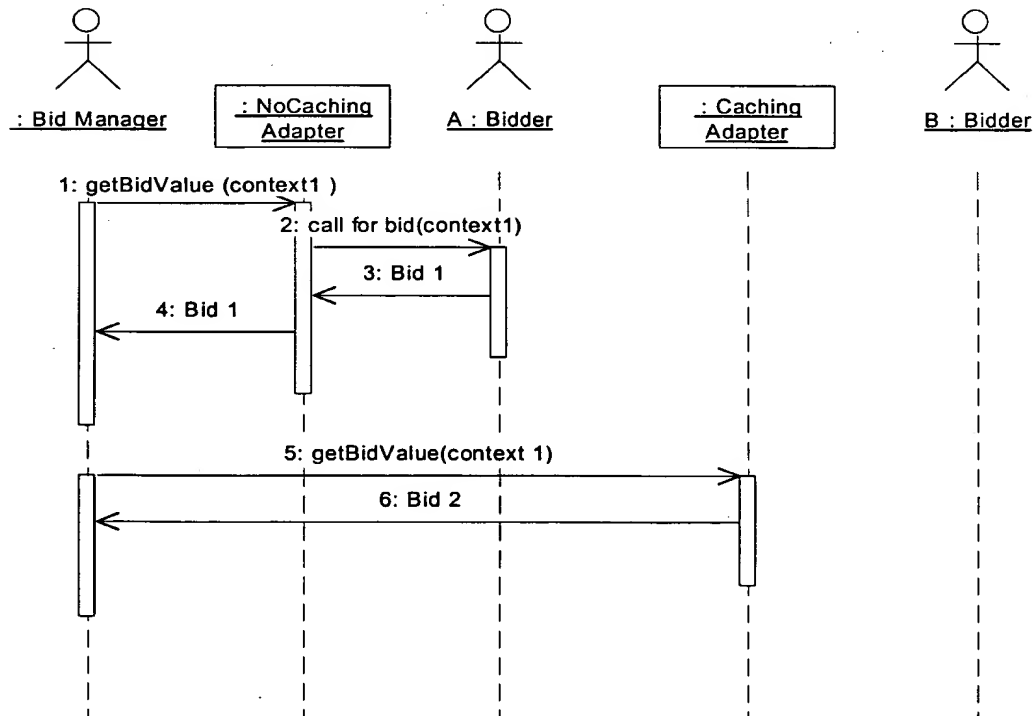 : Bid Manager
: NoCaching
Adapter
A : Bidder
: Caching
Adapter
B : Bidder
1: getBidValue (context1 )
2: call for bid(context1)
3: Bid 1
4: Bid 1
5: getBidValue(context 1)
6: Bid 2